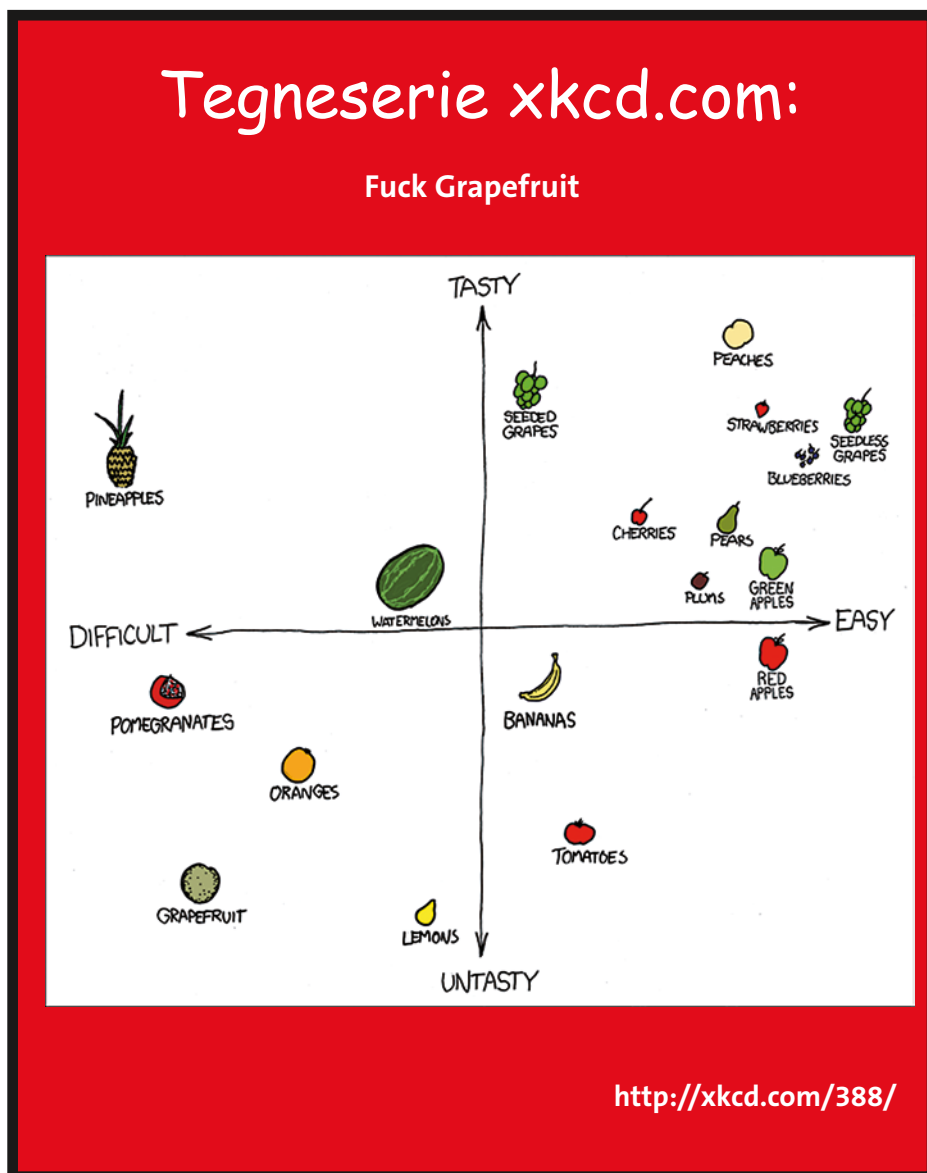 Tegneserie xkcd.com:
Fuck Grapefruit
TASTY
PEACHES
SEEDED
GRAPES
STRAWBERRIES
SEEDLESS
GRAPES
BLUEBERRIES
PINEAPPLES
CHERRIES
PEARS
PLUMS
GREEN
APPLES
WATERMELONS
DIFFICULT
EASY
RED
APPLES
POMEGRANATES
BANANAS
ORANGES
TOMATOES
GRAPEFRUIT
LEMONS
UNTASTY
http://xkcd.com/388/